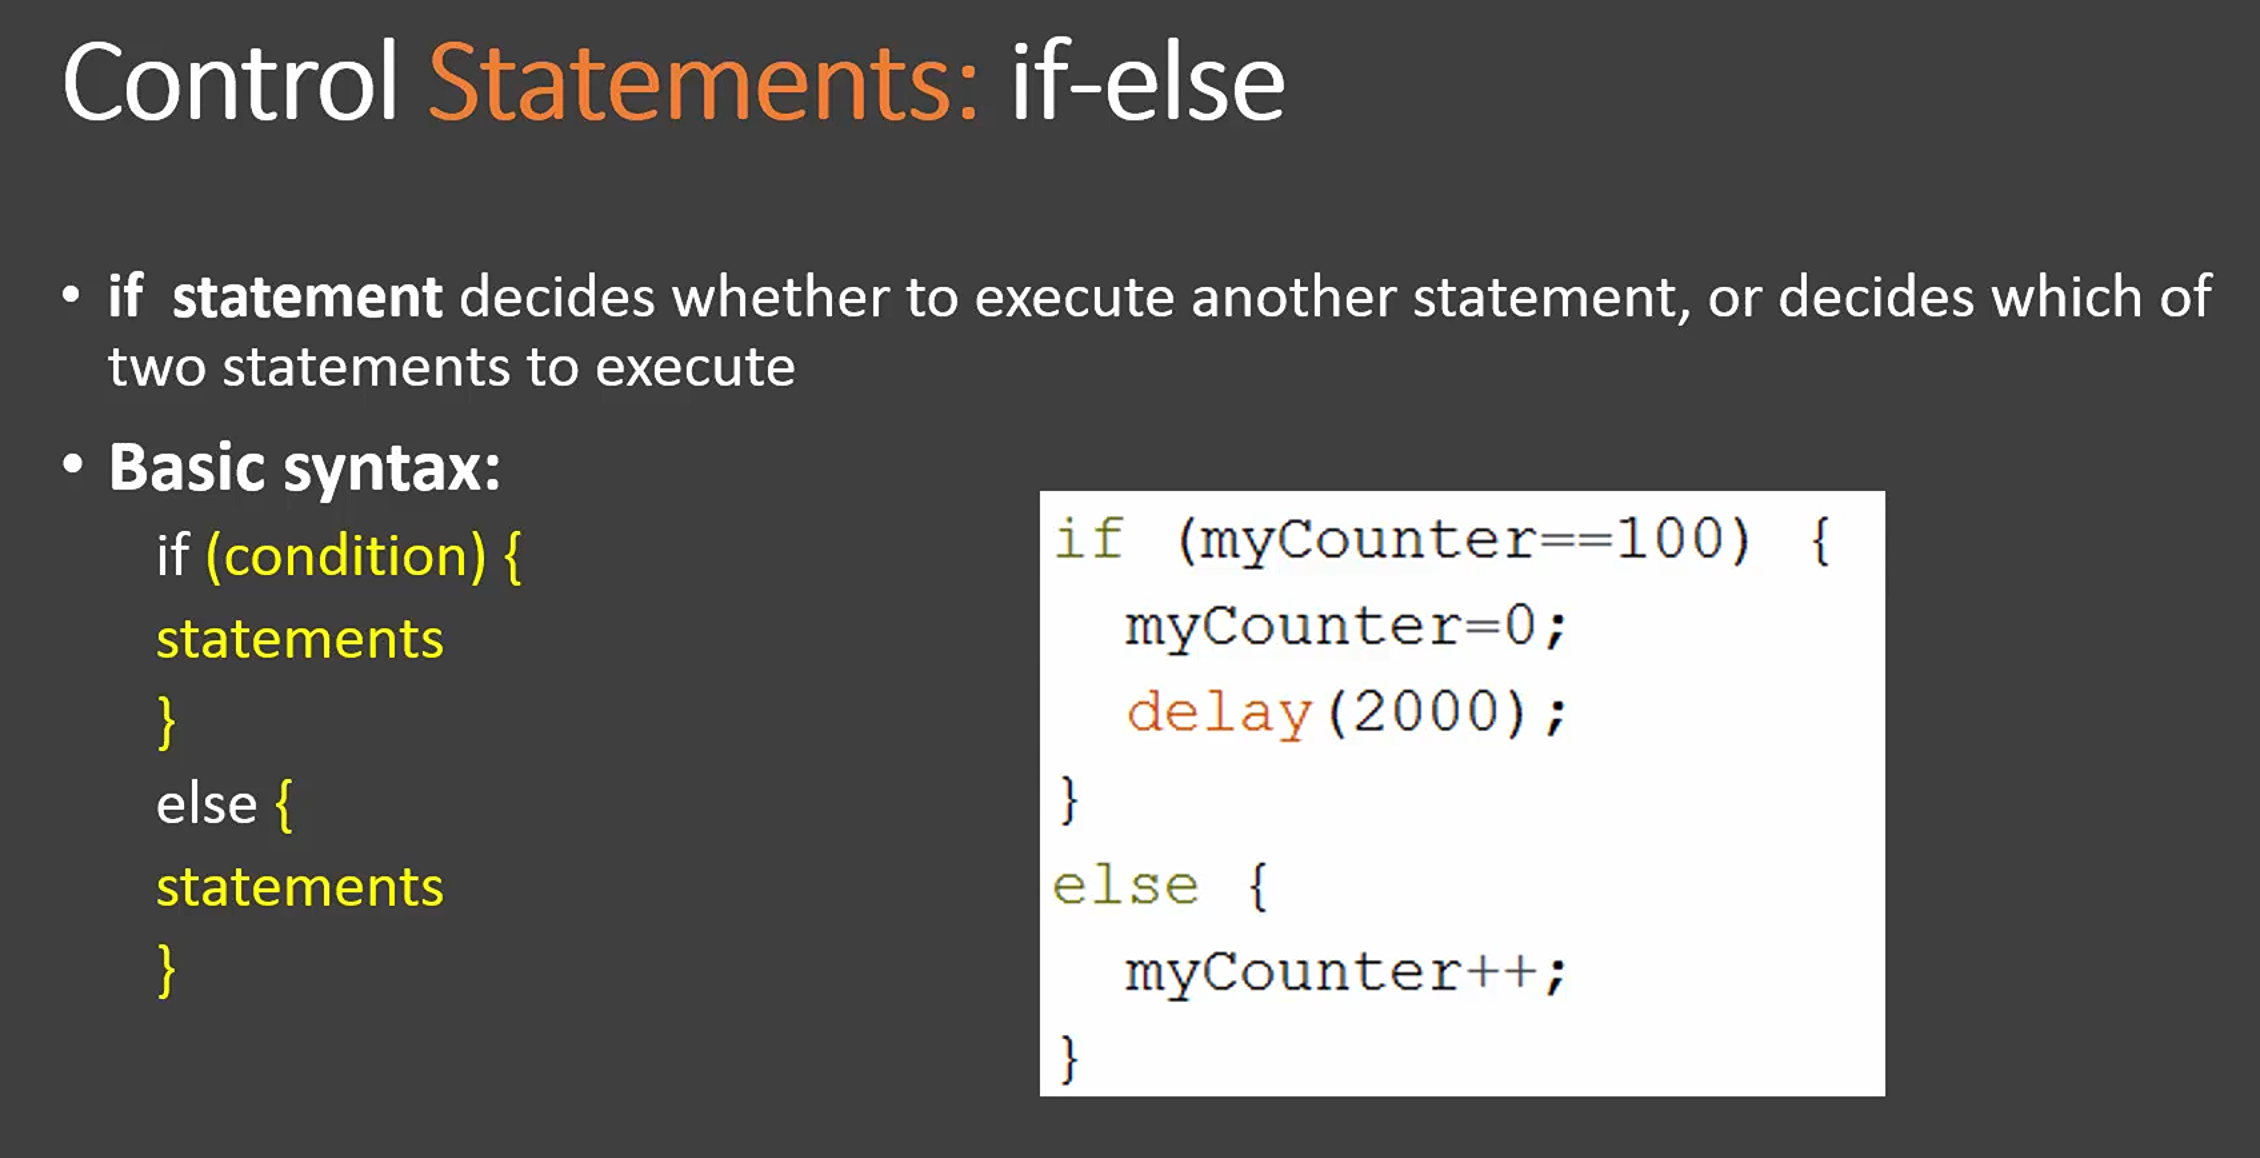 Control Statements: if-else
• if  statement decides whether to execute another statement, or decides which of
two statements to execute
• Basic syntax:
if (condition) {
statements
}
else {
statements
}
if (myCounter==100) {
  myCounter=0;
  delay(2000);
}
else {
  myCounter++;
}